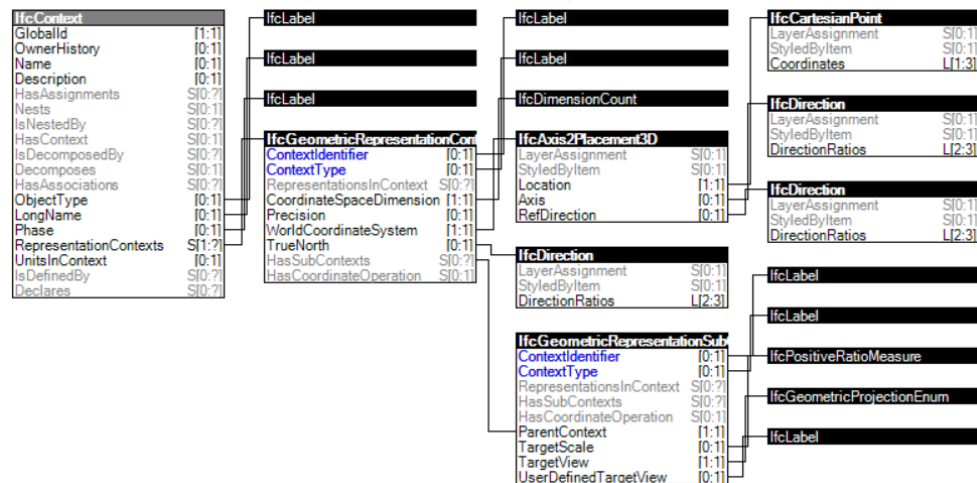 IfcContext
GlobalId [1:1]
OwnerHistory [0:1]
Name [0:1]
Description [0:1]
HasAssignments S[0:?]
Nests S[0:1]
IsNestedBy S[0:?]
HasContext S[0:1]
IsDecomposedBy S[0:?]
Decomposes S[0:1]
HasAssociations S[0:?]
ObjectType [0:1]
LongName [0:1]
Phase [0:1]
RepresentationContexts S[1:?]
UnitsInContext [0:1]
IsDefinedBy S[0:?]
Declares S[0:?]
IfcLabel
IfcLabel
IfcLabel
IfcGeometricRepresentationCont
ContextIdentifier [0:1]
ContextType [0:1]
RepresentationsInContext S[0:?]
CoordinateSpaceDimension [1:1]
Precision [0:1]
WorldCoordinateSystem [1:1]
TrueNorth [0:1]
HasSubContexts S[0:?]
HasCoordinateOperation S[0:1]
IfcLabel
IfcLabel
IfcDimensionCount
IfcAxis2Placement3D
LayerAssignment S[0:1]
StyledByItem S[0:1]
Location [1:1]
Axis [0:1]
RefDirection [0:1]
IfcDirection
LayerAssignment S[0:1]
StyledByItem S[0:1]
DirectionRatios L[2:3]
IfcGeometricRepresentationSub
ContextIdentifier [0:1]
ContextType [0:1]
RepresentationsInContext S[0:?]
HasSubContexts S[0:?]
HasCoordinateOperation S[0:1]
ParentContext [1:1]
TargetScale [0:1]
TargetView [1:1]
UserDefinedTargetView [0:1]
IfcCartesianPoint
LayerAssignment S[0:1]
StyledByItem S[0:1]
Coordinates L[1:3]
IfcDirection
LayerAssignment S[0:1]
StyledByItem S[0:1]
DirectionRatios L[2:3]
IfcDirection
LayerAssignment S[0:1]
StyledByItem S[0:1]
DirectionRatios L[2:3]
IfcLabel
IfcLabel
IfcPositiveRatioMeasure
IfcGeometricProjectionEnum
IfcLabel